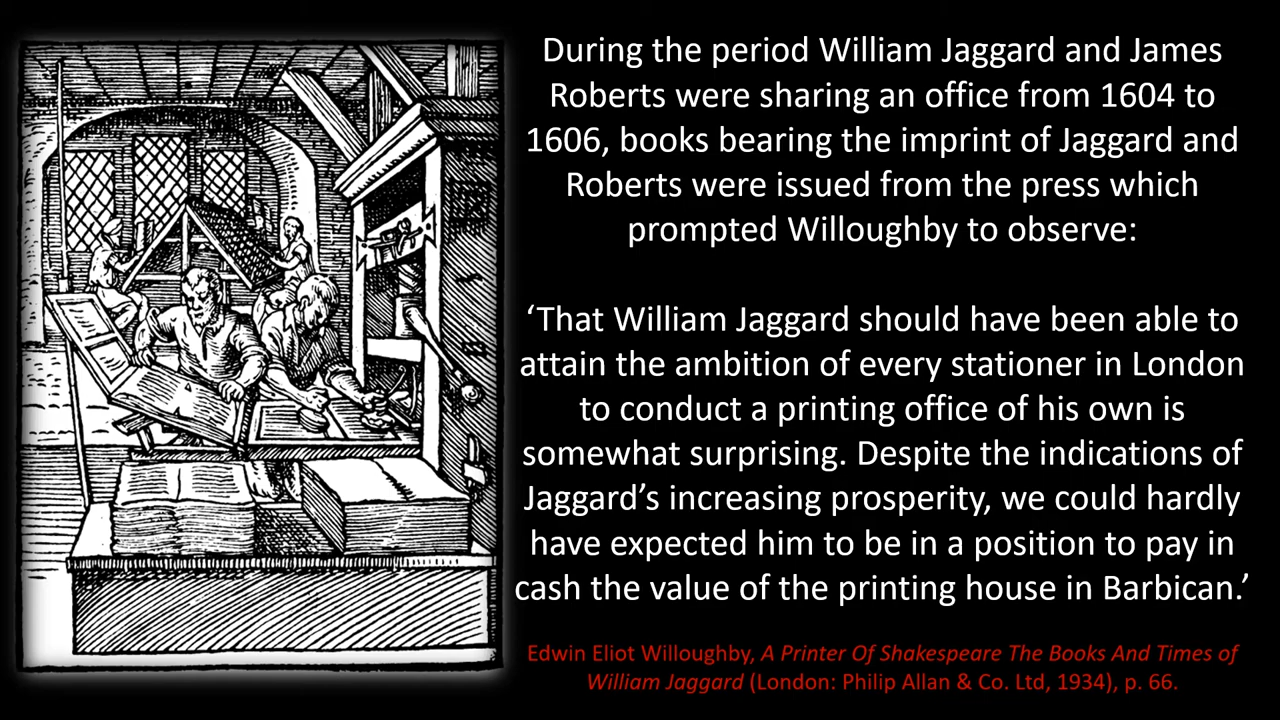 During the period William Jaggard and James
Roberts were sharing an office from 1604 to
1606, books bearing the imprint of Jaggard and
Roberts were issued from the press which
prompted Willoughby to observe:
‘That William Jaggard should have been able to
attain the ambition of every stationer in London
to conduct a printing office of his own is
somewhat surprising. Despite the indications of
Jaggard’s increasing prosperity, we could hardly
have expected him to be in a position to pay in
cash the value of the printing house in Barbican.’
Edwin Eliot Willoughby, A Printer Of Shakespeare The Books And Times of
William Jaggard (London: Philip Allan & Co. Ltd, 1934), p. 66.